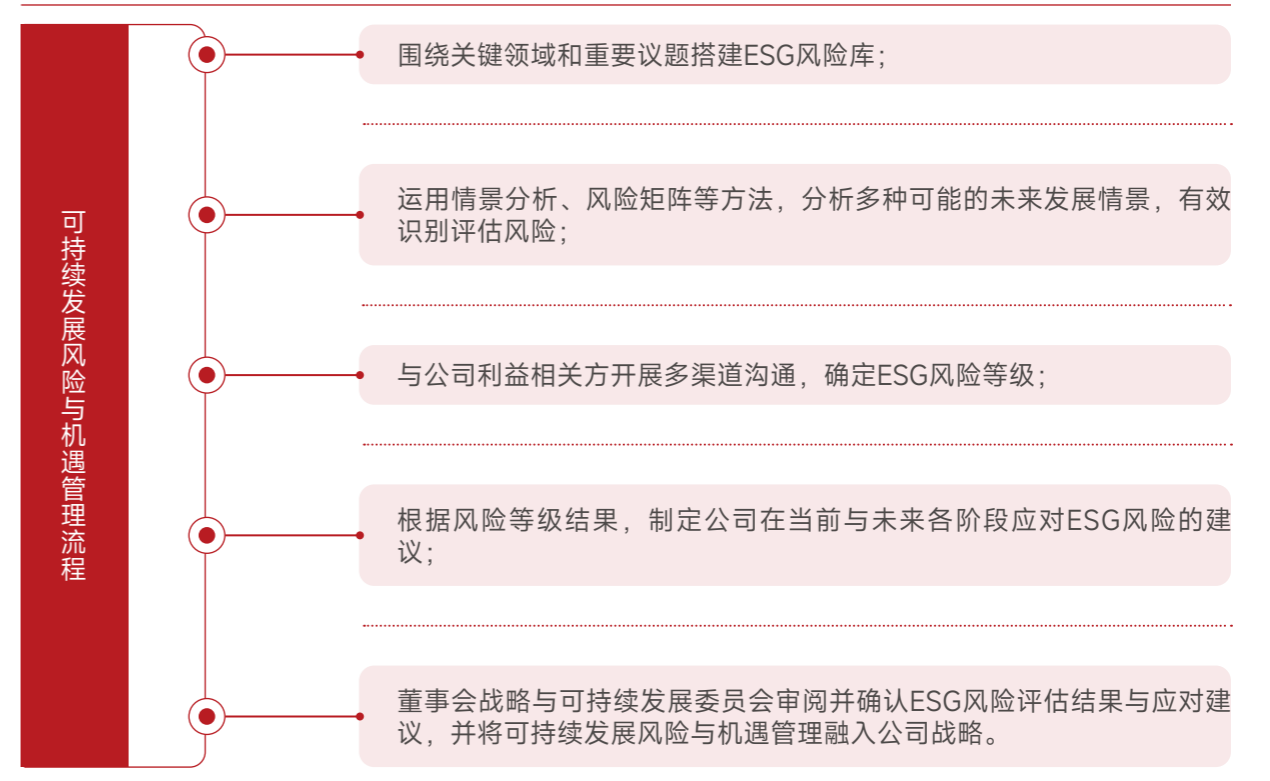 可持续发展风险与机遇管理流程
围绕关键领域和重要议题搭建ESG风险库；
运用情景分析、风险矩阵等方法，分析多种可能的未来发展情景，有效
识别评估风险；
与公司利益相关方开展多渠道沟通，确定ESG风险等级；
根据风险等级结果，制定公司在当前与未来各阶段应对ESG风险的建
议；
董事会战略与可持续发展委员会审阅并确认ESG风险评估结果与应对建
议，并将可持续发展风险与机遇管理融入公司战略。